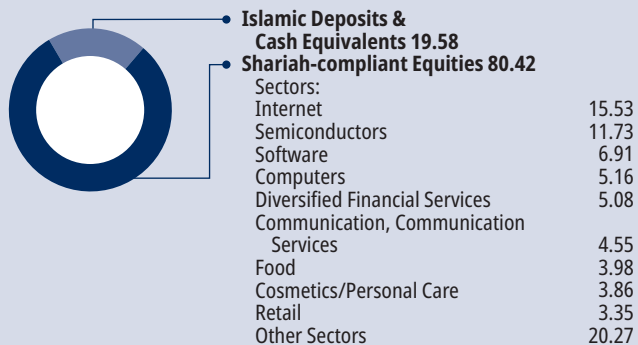 Islamic Deposits &
Cash Equivalents 19.58
Shariah-compliant Equities 80.42
Sectors:
Internet 15.53
Semiconductors 11.73
Software 6.91
Computers 5.16
Diversified Financial Services 5.08
Communication, Communication
Services 4.55
Food 3.98
Cosmetics/Personal Care 3.86
Retail 3.35
Other Sectors 20.27